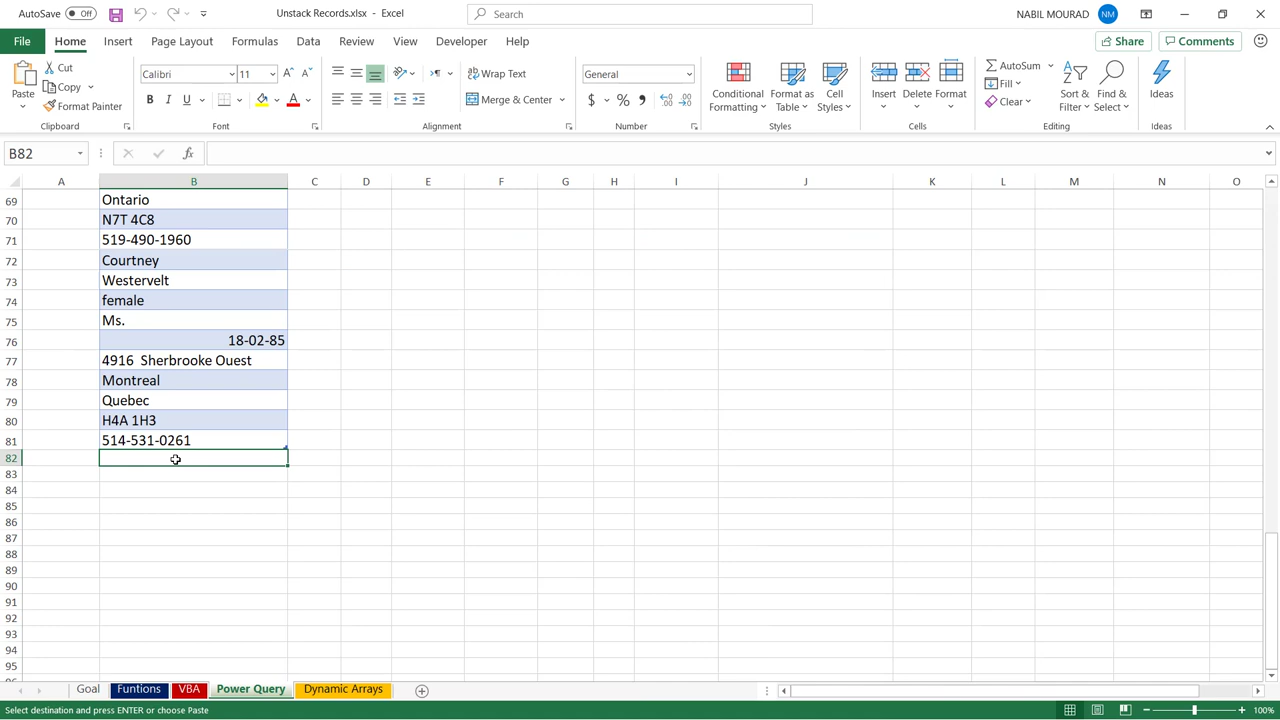 AutoSave Off Unstack Records.xlsx - Excel Search NABIL MOURAD NM
File Home Insert Page Layout Formulas Data Review View Developer Help Share Comments
Paste Cut Copy Format Painter
Calibri 11 B I U A
Wrap Text Merge & Center
General $ % ,
Conditional Formatting Format as Table Cell Styles
Insert Delete Format
AutoSum Fill Clear Sort & Filter Find & Select Ideas
Clipboard Font Alignment Number Styles Cells Editing Ideas
B82 fx
A B C D E F G H I J K L M N O
69 Ontario
70 N7T 4C8
71 519-490-1960
72 Courtney
73 Westervelt
74 female
75 Ms.
76 18-02-85
77 4916 Sherbrooke Ouest
78 Montreal
79 Quebec
80 H4A 1H3
81 514-531-0261
82
83
84
85
86
87
88
89
90
91
92
93
94
95
Goal Funtions VBA Power Query Dynamic Arrays
Select destination and press ENTER or choose Paste 100%